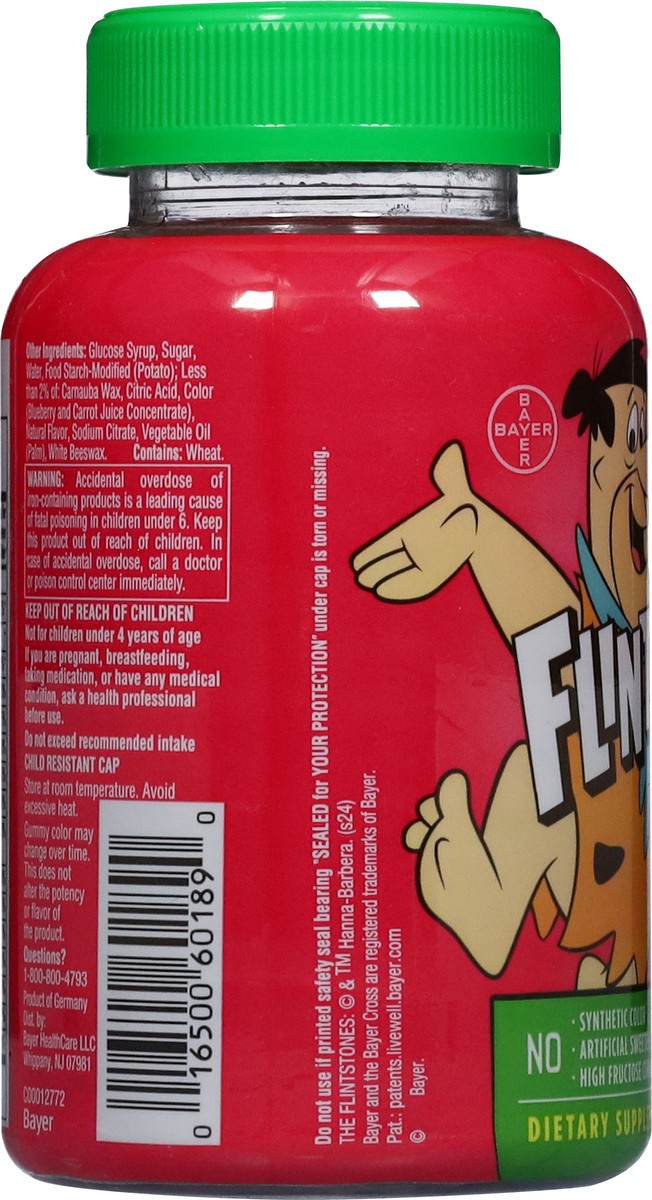 Other Ingredients: Glucose Syrup, Sugar,
Water, Food Starch-Modified (Potato); Less
than 2% of: Carnauba Wax, Citric Acid, Color
(Blueberry and Carrot Juice Concentrate),
Natural Flavor, Sodium Citrate, Vegetable Oil
(Palm), White Beeswax. Contains: Wheat.
WARNING: Accidental overdose of
iron-containing products is a leading cause
of fatal poisoning in children under 6. Keep
this product out of reach of children. In
case of accidental overdose, call a doctor
or poison control center immediately.
KEEP OUT OF REACH OF CHILDREN
Not for children under 4 years of age
If you are pregnant, breastfeeding,
taking medication, or have any medical
condition, ask a health professional
before use.
Do not exceed recommended intake
CHILD RESISTANT CAP
Store at room temperature. Avoid
excessive heat.
Gummy color may
change over time.
This does not
alter the potency
or flavor of
the product.
Questions?
1-800-800-4793
Product of Germany
Dist. by:
Bayer HealthCare LLC
Whippany, NJ 07981
C00012772
Bayer
0 16500 60189 0
Do not use if printed safety seal bearing "SEALED for YOUR PROTECTION" under cap is torn or missing.
THE FLINTSTONES: © & TM Hanna-Barbera. (s24)
Bayer and the Bayer Cross are registered trademarks of Bayer.
Pat.: patents.livewell.bayer.com
© Bayer.
BAYER
BAYER
FLIN
NO
· SYNTHETIC COLO
· ARTIFICIAL SWE
· HIGH FRUCTOSE
DIETARY SUPPLE